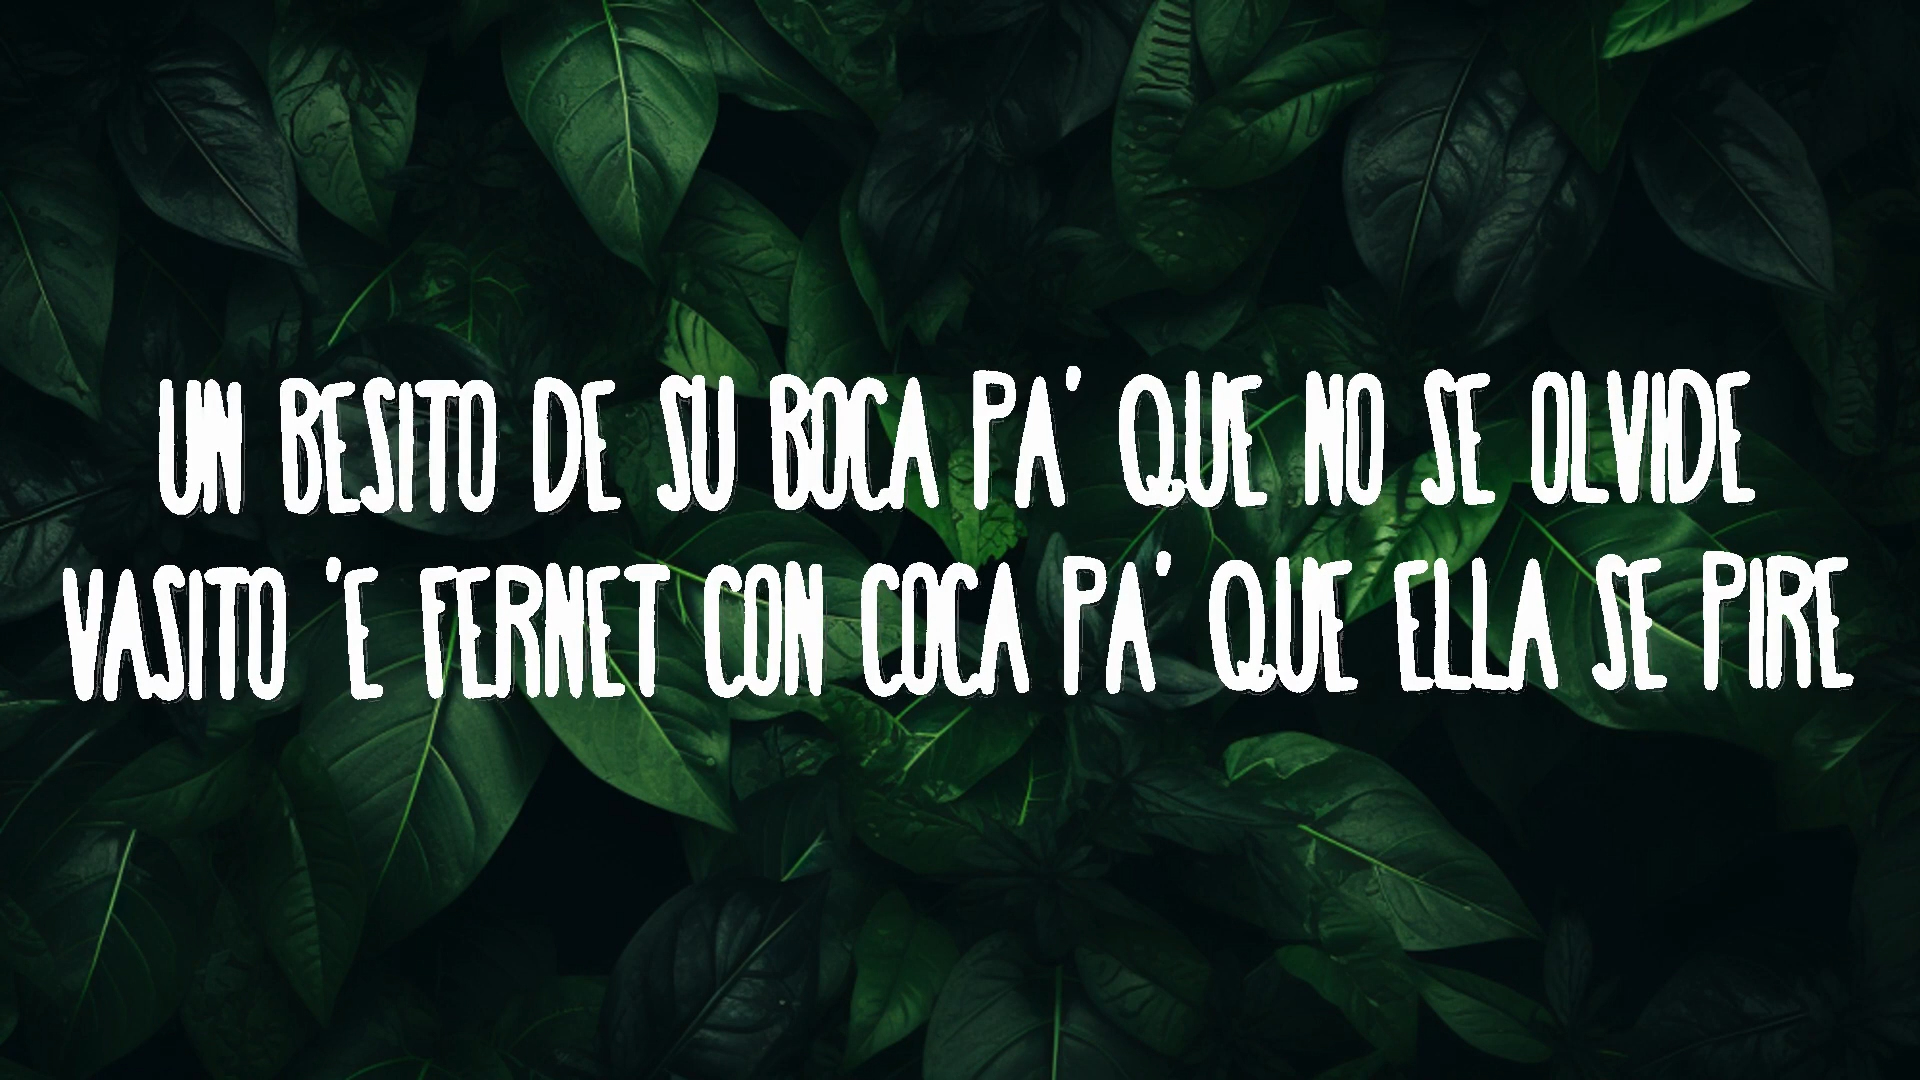 UN BESITO DE SU BOCA PA' QUE NO SE OLVIDE
VASITO 'E FERNET CON COCA PA' QUE ELLA SE PIRE